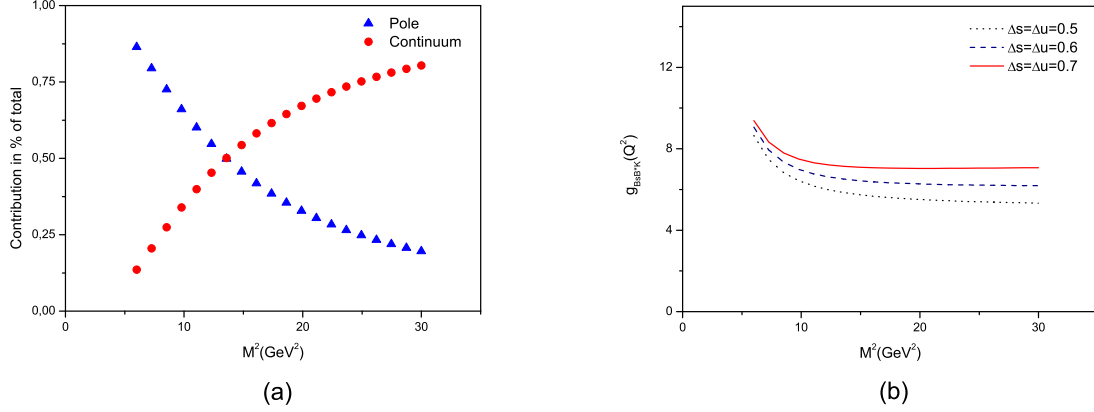 1,00
0,75
0,50
0,25
0,00
Contribution in % of total
Pole
Continuum
0 10 20 30
M²(GeV²)
(a)
12
8
4
0
g_BsB*K(Q²)
Δs=Δu=0.5
Δs=Δu=0.6
Δs=Δu=0.7
0 10 20 30
M²(GeV²)
(b)